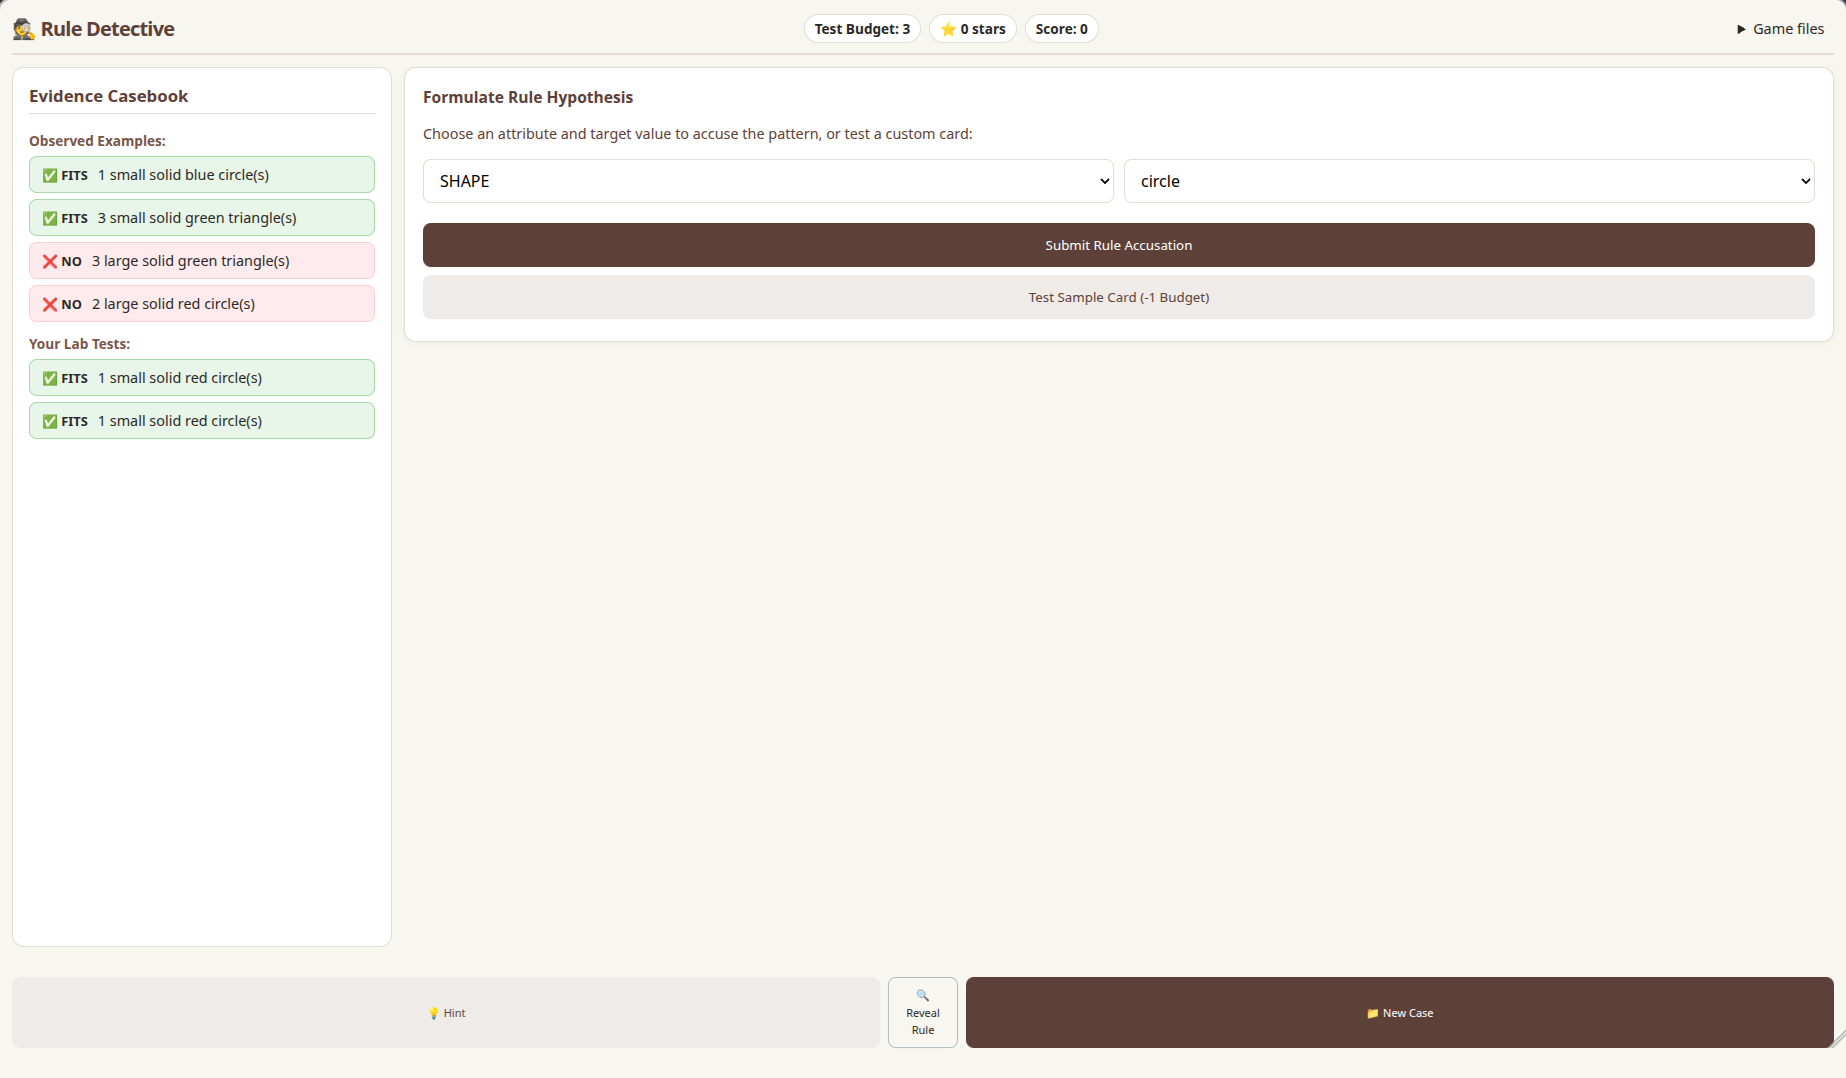 🕵️ Rule Detective
Test Budget: 3
⭐ 0 stars
Score: 0
▶ Game files
Evidence Casebook
Observed Examples:
✅ FITS 1 small solid blue circle(s)
✅ FITS 3 small solid green triangle(s)
❌ NO 3 large solid green triangle(s)
❌ NO 2 large solid red circle(s)
Your Lab Tests:
✅ FITS 1 small solid red circle(s)
✅ FITS 1 small solid red circle(s)
Formulate Rule Hypothesis
Choose an attribute and target value to accuse the pattern, or test a custom card:
SHAPE
circle
Submit Rule Accusation
Test Sample Card (-1 Budget)
💡 Hint
🔍
Reveal
Rule
📁 New Case